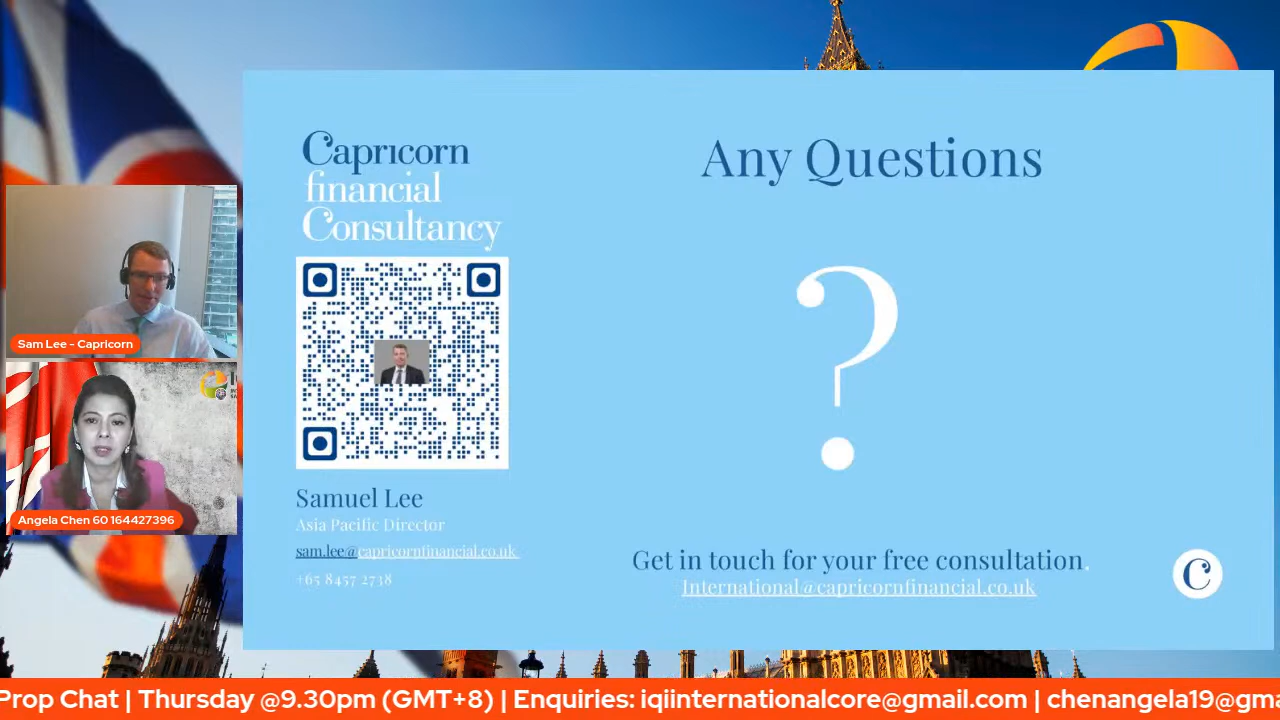 Capricorn
financial
Consultancy
Any Questions
?
Samuel Lee
Asia Pacific Director
sam.lee@capricornfinancial.co.uk
+65 8457 2738
Get in touch for your free consultation.
International@capricornfinancial.co.uk
C
Sam Lee - Capricorn
Angela Chen 60 164427396
Prop Chat | Thursday @9.30pm (GMT+8) | Enquiries: iqiinternationalcore@gmail.com | chenangela19@gma